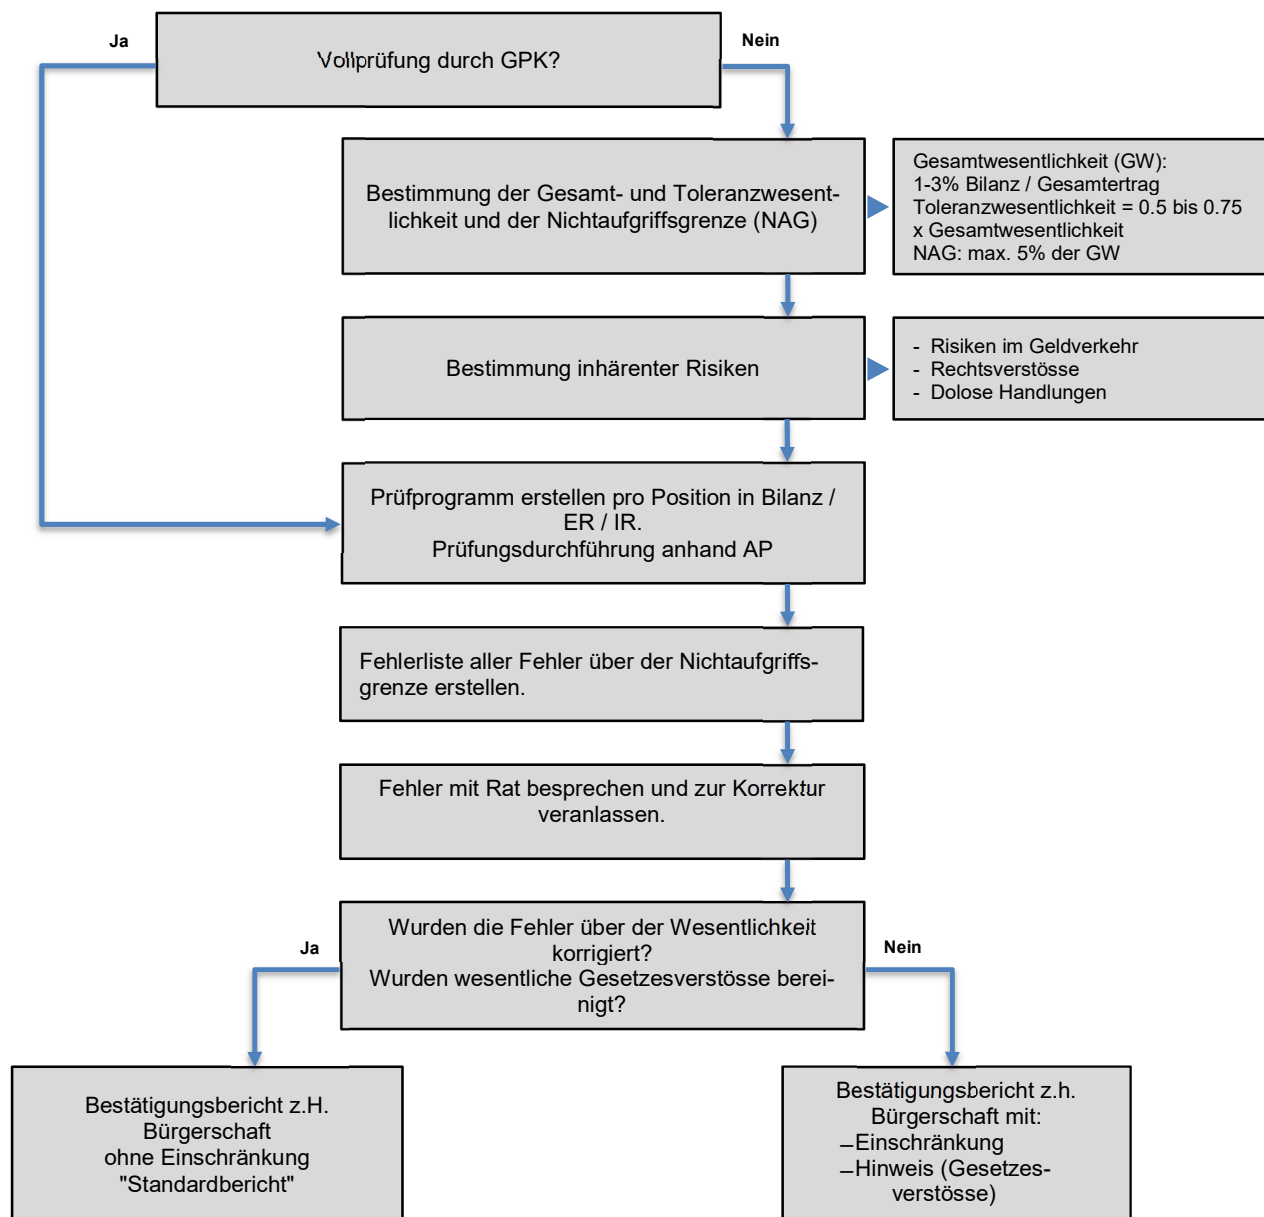 Ja
Vollprüfung durch GPK?
Nein
Bestimmung der Gesamt- und Toleranzwesent-
lichkeit und der Nichtaufgriffsgrenze (NAG)
Gesamtwesentlichkeit (GW):
1-3% Bilanz / Gesamtertrag
Toleranzwesentlichkeit = 0.5 bis 0.75
x Gesamtwesentlichkeit
NAG: max. 5% der GW
Bestimmung inhärenter Risiken
- Risiken im Geldverkehr
- Rechtsverstösse
- Dolose Handlungen
Prüfprogramm erstellen pro Position in Bilanz /
ER / IR.
Prüfungsdurchführung anhand AP
Fehlerliste aller Fehler über der Nichtaufgriffs-
grenze erstellen.
Fehler mit Rat besprechen und zur Korrektur
veranlassen.
Wurden die Fehler über der Wesentlichkeit
korrigiert?
Wurden wesentliche Gesetzesverstösse berei-
nigt?
Ja
Nein
Bestätigungsbericht z.H.
Bürgerschaft
ohne Einschränkung
"Standardbericht"
Bestätigungsbericht z.h.
Bürgerschaft mit:
– Einschränkung
– Hinweis (Gesetzes-
verstösse)